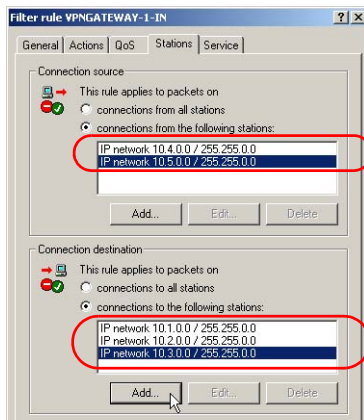 Filter rule VPNGATEWAY-1-IN
General Actions QoS Stations Service
Connection source
This rule applies to packets on
connections from all stations
connections from the following stations:
IP network 10.4.0.0 / 255.255.0.0
IP network 10.5.0.0 / 255.255.0.0
Add... Edit... Delete
Connection destination
This rule applies to packets on
connections to all stations
connections to the following stations:
IP network 10.1.0.0 / 255.255.0.0
IP network 10.2.0.0 / 255.255.0.0
IP network 10.3.0.0 / 255.255.0.0
Add... Edit... Delete